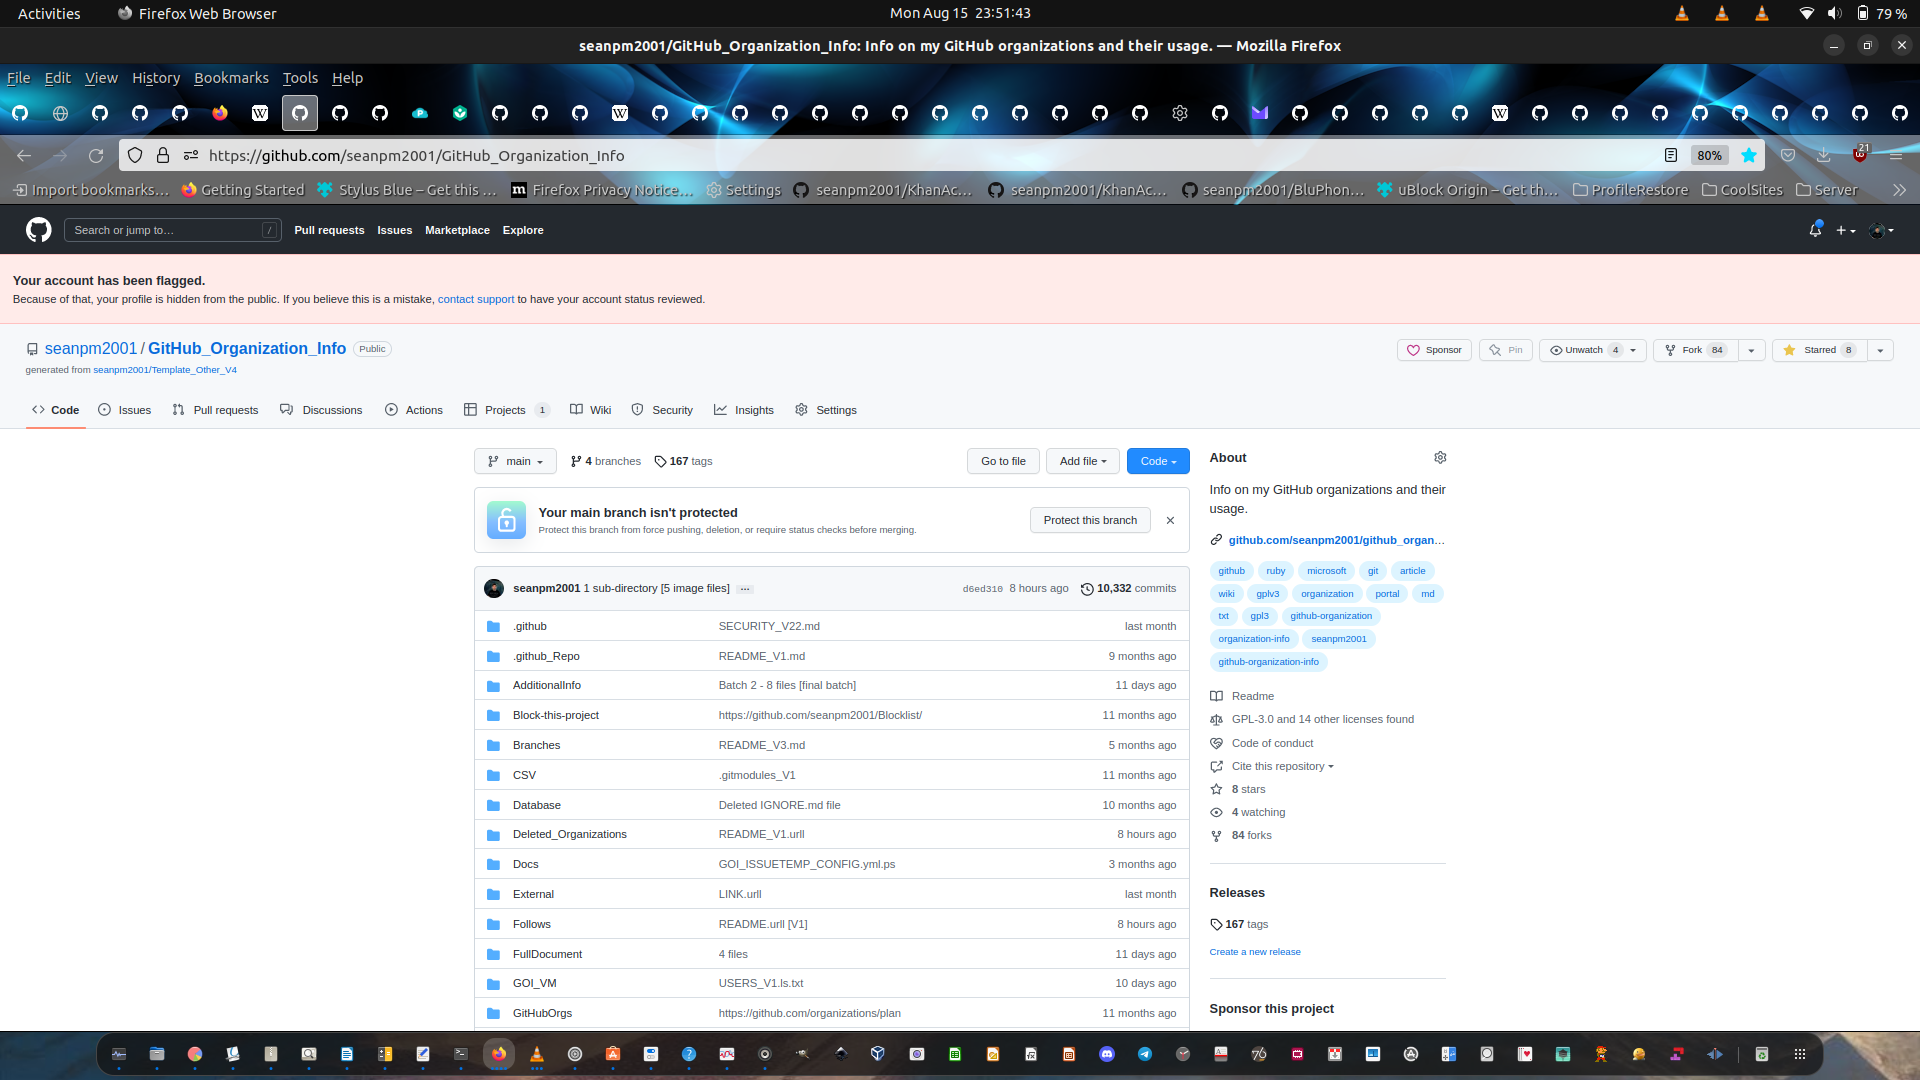 Activities
Firefox Web Browser
Mon Aug 15 23:51:43
79 %
seanpm2001/GitHub_Organization_Info: Info on my GitHub organizations and their usage. — Mozilla Firefox
File Edit View History Bookmarks Tools Help
https://github.com/seanpm2001/GitHub_Organization_Info
80%
21
Import bookmarks…
Getting Started
Stylus Blue – Get this …
Firefox Privacy Notice…
Settings
seanpm2001/KhanAc…
seanpm2001/KhanAc…
seanpm2001/BluPhon…
uBlock Origin – Get th…
ProfileRestore
CoolSites
Server
Search or jump to…
/
Pull requests
Issues
Marketplace
Explore
Your account has been flagged.
Because of that, your profile is hidden from the public. If you believe this is a mistake, contact support to have your account status reviewed.
seanpm2001 / GitHub_Organization_Info
Public
generated from seanpm2001/Template_Other_V4
Sponsor
Pin
Unwatch 4
Fork 84
Starred 8
Code
Issues
Pull requests
Discussions
Actions
Projects 1
Wiki
Security
Insights
Settings
main
4 branches
167 tags
Go to file
Add file
Code
Your main branch isn't protected
Protect this branch from force pushing, deletion, or require status checks before merging.
Protect this branch
seanpm2001 1 sub-directory [5 image files] …
d6ed310 8 hours ago
10,332 commits
.github SECURITY_V22.md last month
.github_Repo README_V1.md 9 months ago
AdditionalInfo Batch 2 - 8 files [final batch] 11 days ago
Block-this-project https://github.com/seanpm2001/Blocklist/ 11 months ago
Branches README_V3.md 5 months ago
CSV .gitmodules_V1 11 months ago
Database Deleted IGNORE.md file 10 months ago
Deleted_Organizations README_V1.urll 8 hours ago
Docs GOI_ISSUETEMP_CONFIG.yml.ps 3 months ago
External LINK.urll last month
Follows README.urll [V1] 8 hours ago
FullDocument 4 files 11 days ago
GOI_VM USERS_V1.ls.txt 10 days ago
GitHubOrgs https://github.com/organizations/plan 11 months ago
About
Info on my GitHub organizations and their
usage.
github.com/seanpm2001/github_organ…
github ruby microsoft git article
wiki gplv3 organization portal md
txt gpl3 github-organization
organization-info seanpm2001
github-organization-info
Readme
GPL-3.0 and 14 other licenses found
Code of conduct
Cite this repository
8 stars
4 watching
84 forks
Releases
167 tags
Create a new release
Sponsor this project